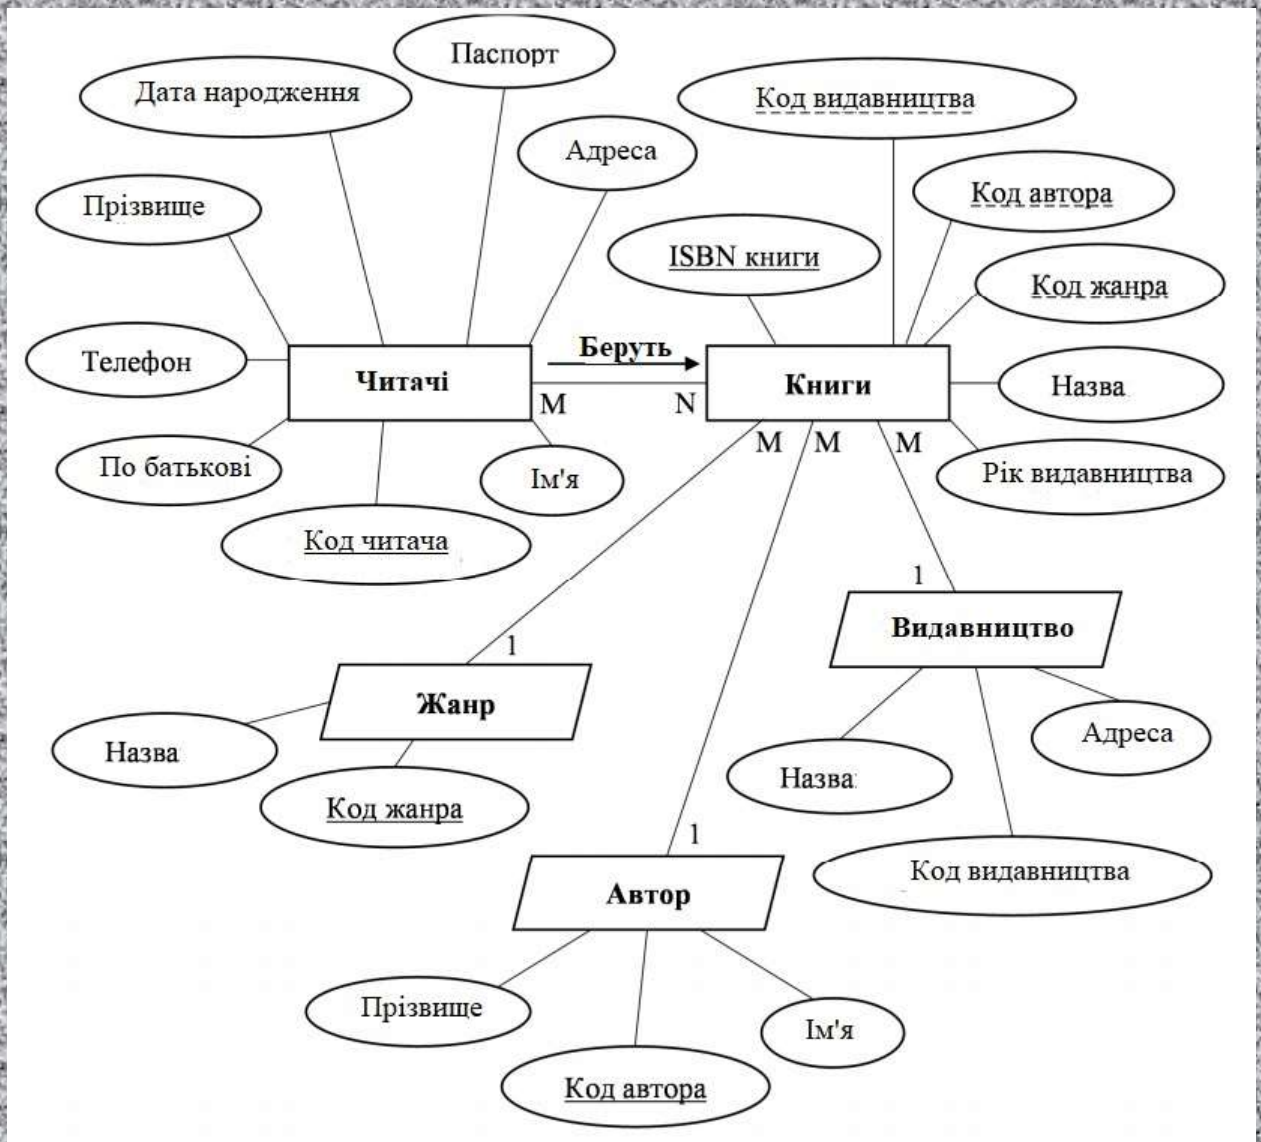 Паспорт
Дата народження
Код видавництва
Адреса
Код автора
Прізвище
ISBN книги
Код жанра
Беруть
Телефон
Читачі
Книги
Назва
M
N
M
M
M
По батькові
Ім'я
Рік видавництва
Код читача
1
Видавництво
1
Жанр
Назва
Адреса
Назва
Код жанра
1
Код видавництва
Автор
Прізвище
Ім'я
Код автора